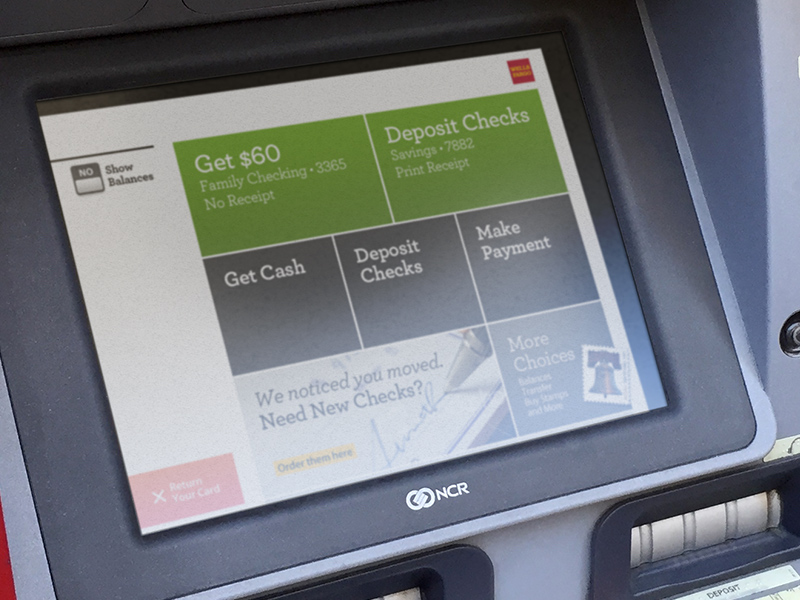 WELLS
FARGO
NO
Show
Balances
Get $60
Family Checking • 3365
No Receipt
Deposit Checks
Savings • 7882
Print Receipt
Get Cash
Deposit
Checks
Make
Payment
We noticed you moved.
Need New Checks?
Order them here
More
Choices
Balances
Transfer
Buy Stamps
and More
Return
Your Card
NCR
DEPOSIT